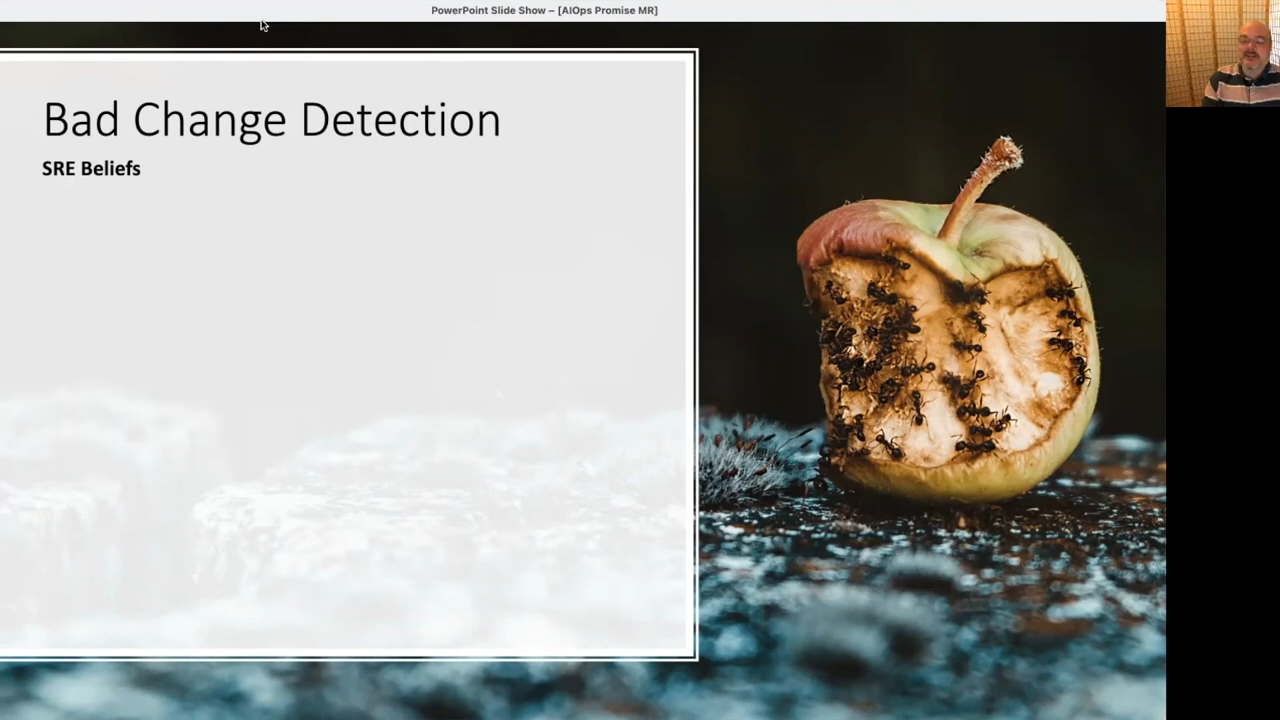 PowerPoint Slide Show – [AIOps Promise MR]
Bad Change Detection
SRE Beliefs